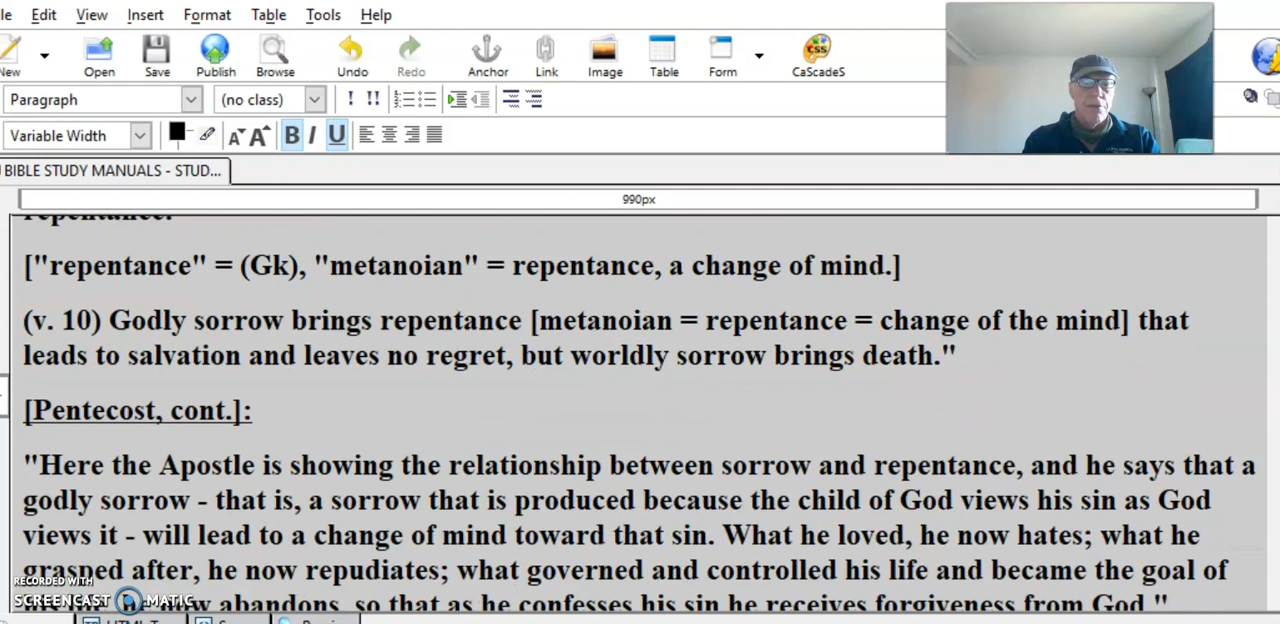 le Edit View Insert Format Table Tools Help
New Open Save Publish Browse Undo Redo Anchor Link Image Table Form CaScadeS
Paragraph (no class) ! !!
Variable Width A A B I U
BIBLE STUDY MANUALS - STUD...
990px
repentance.
["repentance" = (Gk), "metanoian" = repentance, a change of mind.]
(v. 10) Godly sorrow brings repentance [metanoian = repentance = change of the mind] that
leads to salvation and leaves no regret, but worldly sorrow brings death."
[Pentecost, cont.]:
"Here the Apostle is showing the relationship between sorrow and repentance, and he says that a
godly sorrow - that is, a sorrow that is produced because the child of God views his sin as God
views it - will lead to a change of mind toward that sin. What he loved, he now hates; what he
grasped after, he now repudiates; what governed and controlled his life and became the goal of
now abandons, so that as he confesses his sin he receives forgiveness from God."
RECORDED WITH
SCREENCAST MATIC